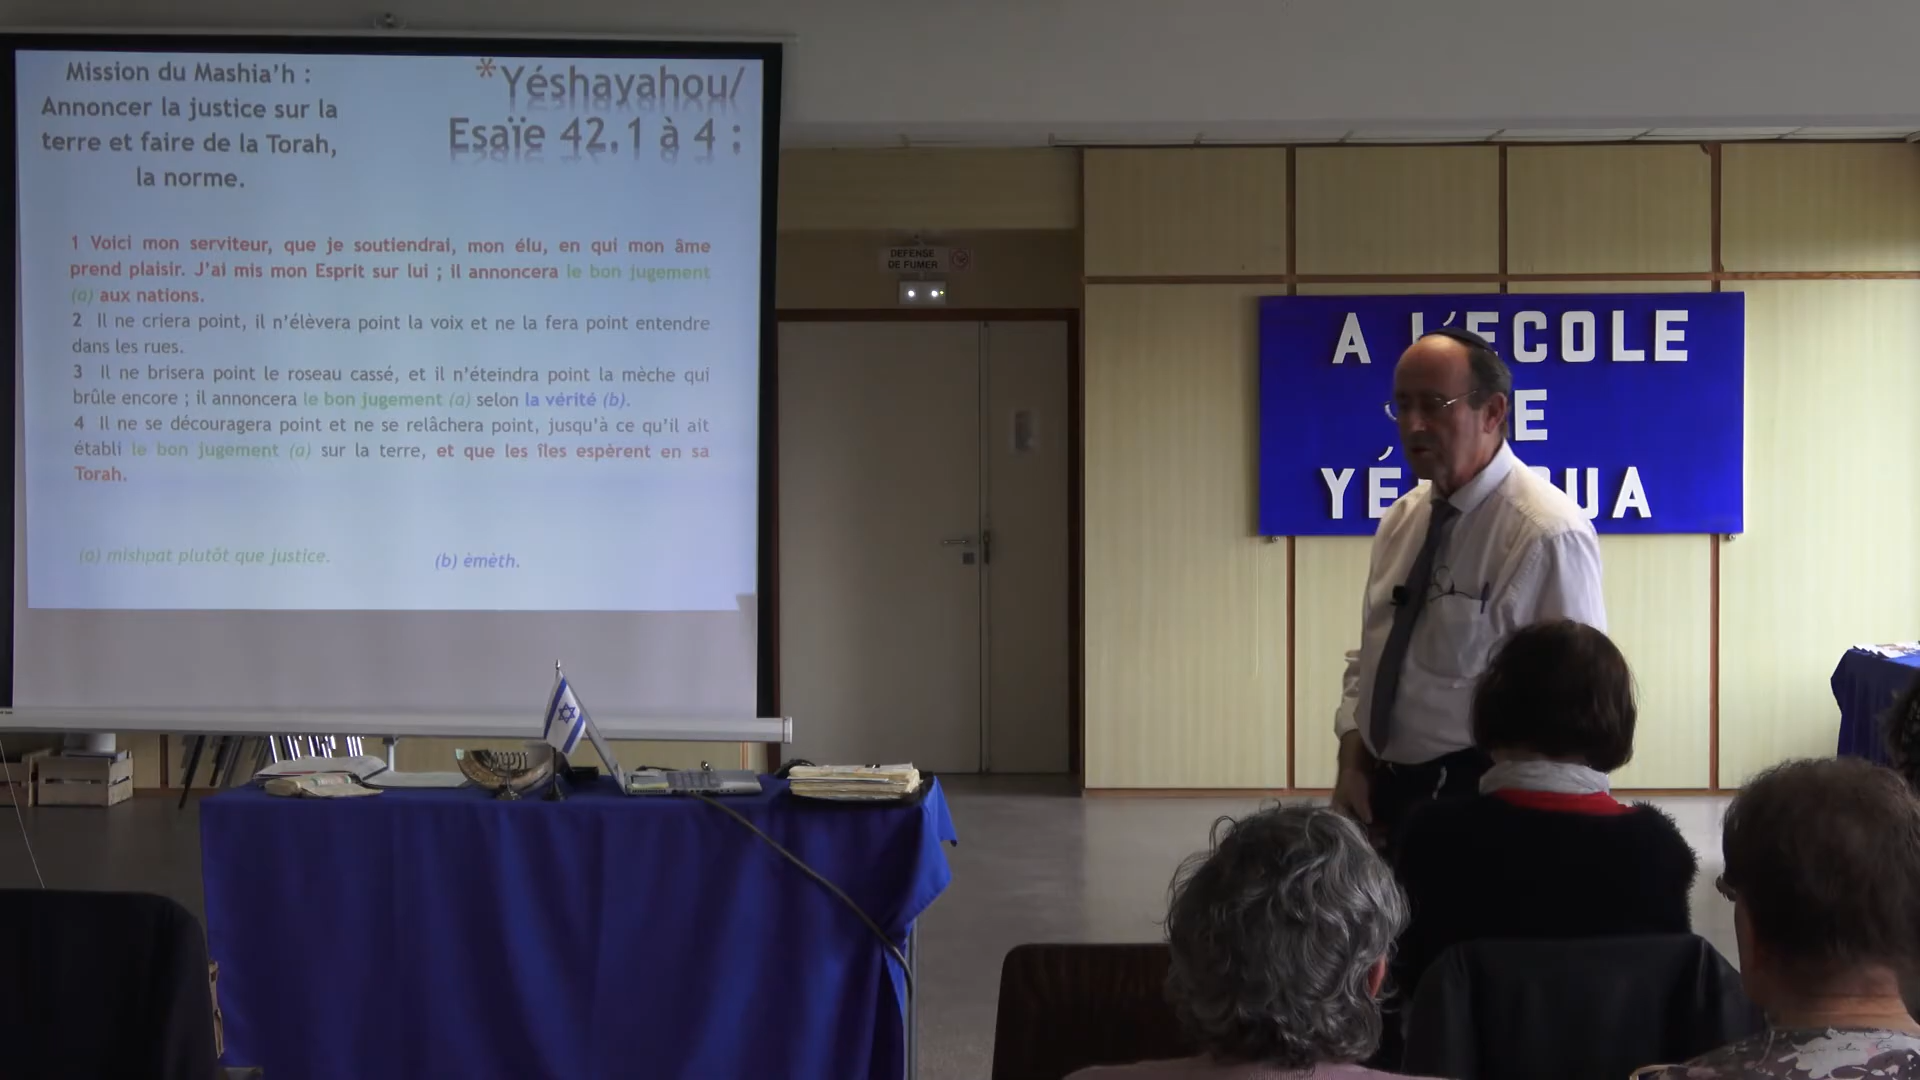 Mission du Mashia'h :
Annoncer la justice sur la
terre et faire de la Torah,
la norme.
*Yéshayahou/
Esaïe 42.1 à 4 :
1 Voici mon serviteur, que je soutiendrai, mon élu, en qui mon âme
prend plaisir. J'ai mis mon Esprit sur lui ; il annoncera le bon jugement
(a) aux nations.
2 Il ne criera point, il n'élèvera point la voix et ne la fera point entendre
dans les rues.
3 Il ne brisera point le roseau cassé, et il n'éteindra point la mèche qui
brûle encore ; il annoncera le bon jugement (a) selon la vérité (b).
4 Il ne se découragera point et ne se relâchera point, jusqu'à ce qu'il ait
établi le bon jugement (a) sur la terre, et que les îles espèrent en sa
Torah.
(a) mishpat plutôt que justice.
(b) èmèth.
DEFENSE
DE FUMER
A L'ECOLE
E
YÉ UA